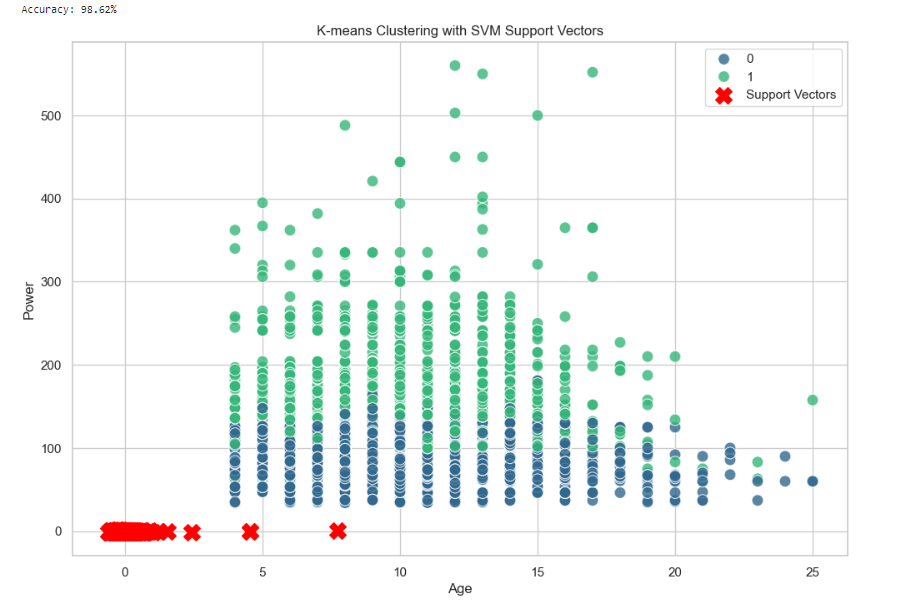 Accuracy: 98.62%
K-means Clustering with SVM Support Vectors
0
1
Support Vectors
500
400
300
200
100
0
Power
0 5 10 15 20 25
Age